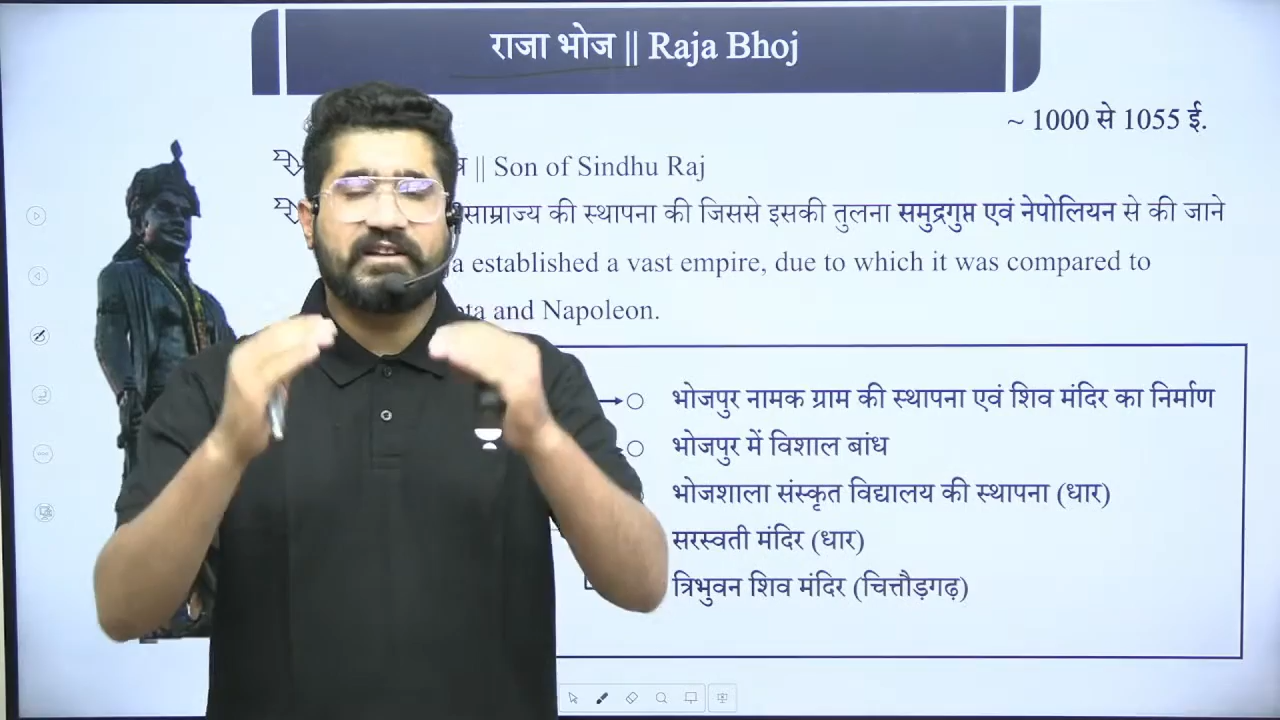 राजा भोज || Raja Bhoj
~ 1000 से 1055 ई.
|| Son of Sindhu Raj
साम्राज्य की स्थापना की जिससे इसकी तुलना समुद्रगुप्त एवं नेपोलियन से की जाने
established a vast empire, due to which it was compared to
and Napoleon.
भोजपुर नामक ग्राम की स्थापना एवं शिव मंदिर का निर्माण
भोजपुर में विशाल बांध
भोजशाला संस्कृत विद्यालय की स्थापना (धार)
सरस्वती मंदिर (धार)
त्रिभुवन शिव मंदिर (चित्तौड़गढ़)